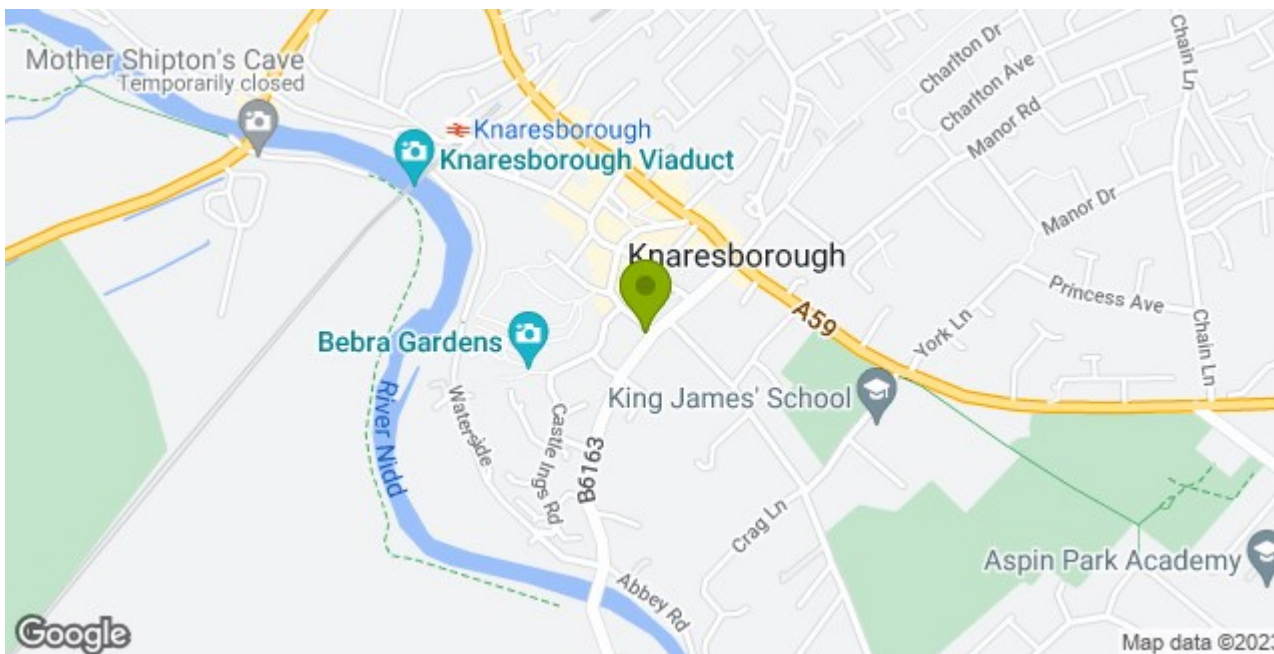 Mother Shipton's Cave
Temporarily closed
Knaresborough
Knaresborough Viaduct
Charlton Dr
Charlton Ave
Manor Rd
Chain Ln
Manor Dr
Knaresborough
Princess Ave
A59
York Ln
Chain Ln
Bebra Gardens
King James' School
River Nidd
Waterside
Castle Ings Rd
B6163
Crag Ln
Aspin Park Academy
Abbey Rd
Google
Map data ©2023